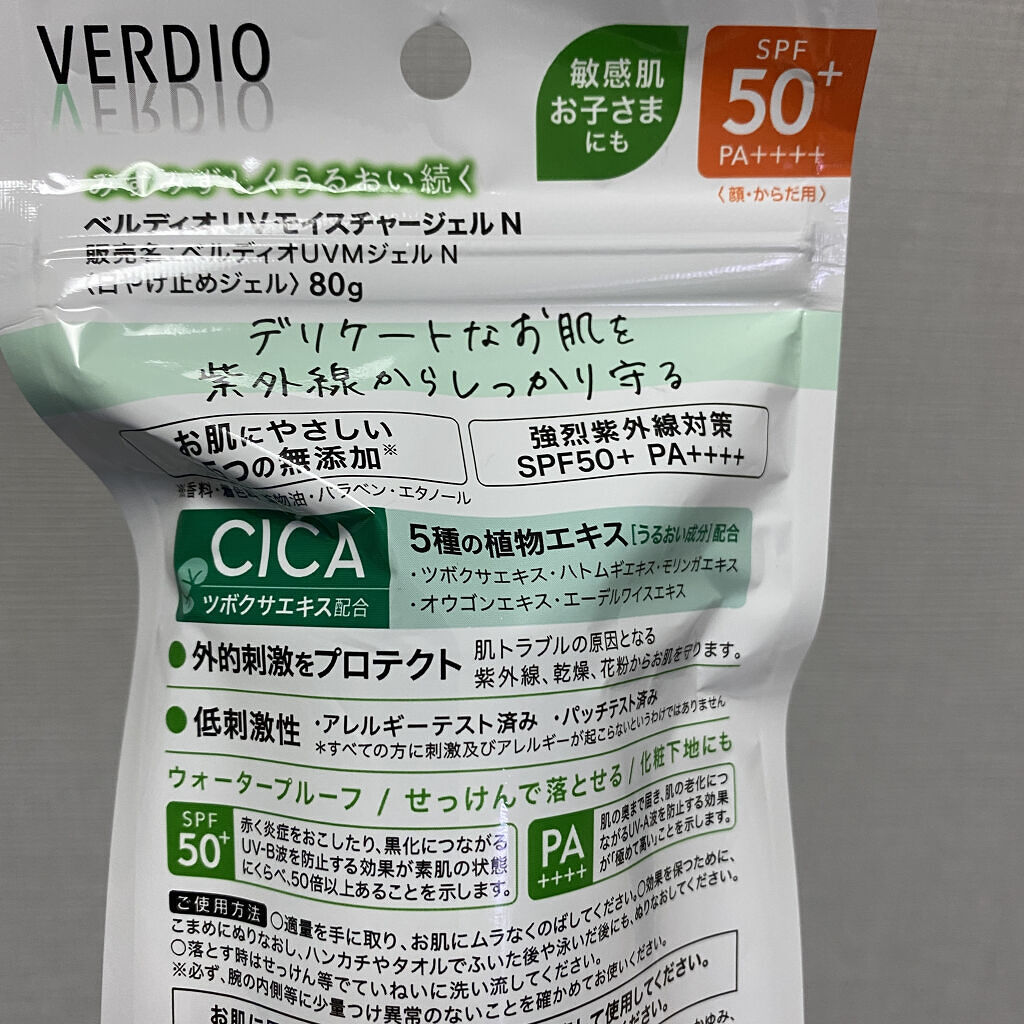 VERDIO
敏感肌
お子さま
にも
SPF
50+
PA++++
〈顔・からだ用〉
みずみずしくうるおい続く
ベルディオUVモイスチャージェル N
販売名:ベルディオUVMジェル N
〈日やけ止めジェル〉 80g
デリケートなお肌を
紫外線からしっかり守る
お肌にやさしい
つの無添加※
強烈紫外線対策
SPF50+ PA++++
※香料・着色・物油・パラベン・エタノール
CICA
ツボクサエキス配合
5種の植物エキス[うるおい成分]配合
・ツボクサエキス・ハトムギエキス・モリンガエキス
・オウゴンエキス・エーデルワイスエキス
●外的刺激をプロテクト
肌トラブルの原因となる
紫外線、乾燥、花粉からお肌を守ります。
●低刺激性 ・アレルギーテスト済み ・パッチテスト済み
*すべての方に刺激及びアレルギーが起こらないというわけではありません
ウォータープルーフ / せっけんで落とせる / 化粧下地にも
SPF
50+
赤く炎症をおこしたり、黒化につながる
UV-B波を防止する効果が素肌の状態
にくらべ、50倍以上あることを示します。
PA
++++
肌の奥まで届き、肌の老化につ
ながるUV-A波を防止する効果
が「極めて高い」ことを示します。
ご使用方法 ○適量を手に取り、お肌にムラなくのばしてください。○効果を保つために、
こまめにぬりなおし、ハンカチやタオルでふいた後や泳いだ後にも、ぬりなおしてください。
○落とす時はせっけん等でていねいに洗い流してください。
※必ず、腕の内側等に少量つけ異常のないことを確かめてお使いください。
お肌に
使用してください。
かゆみ、